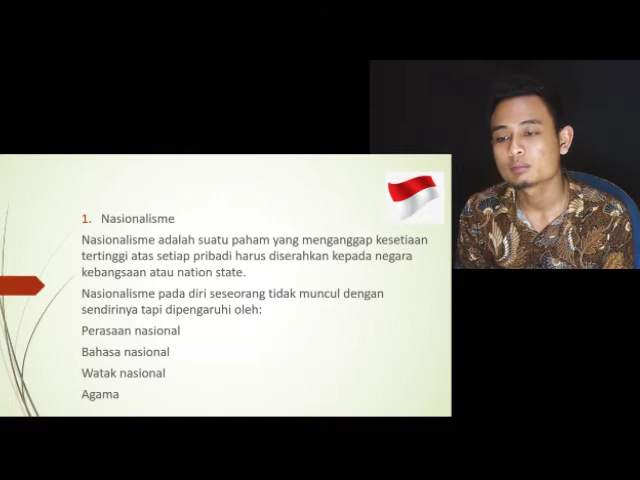 1. Nasionalisme
Nasionalisme adalah suatu paham yang menganggap kesetiaan
tertinggi atas setiap pribadi harus diserahkan kepada negara
kebangsaan atau nation state.
Nasionalisme pada diri seseorang tidak muncul dengan
sendirinya tapi dipengaruhi oleh:
Perasaan nasional
Bahasa nasional
Watak nasional
Agama